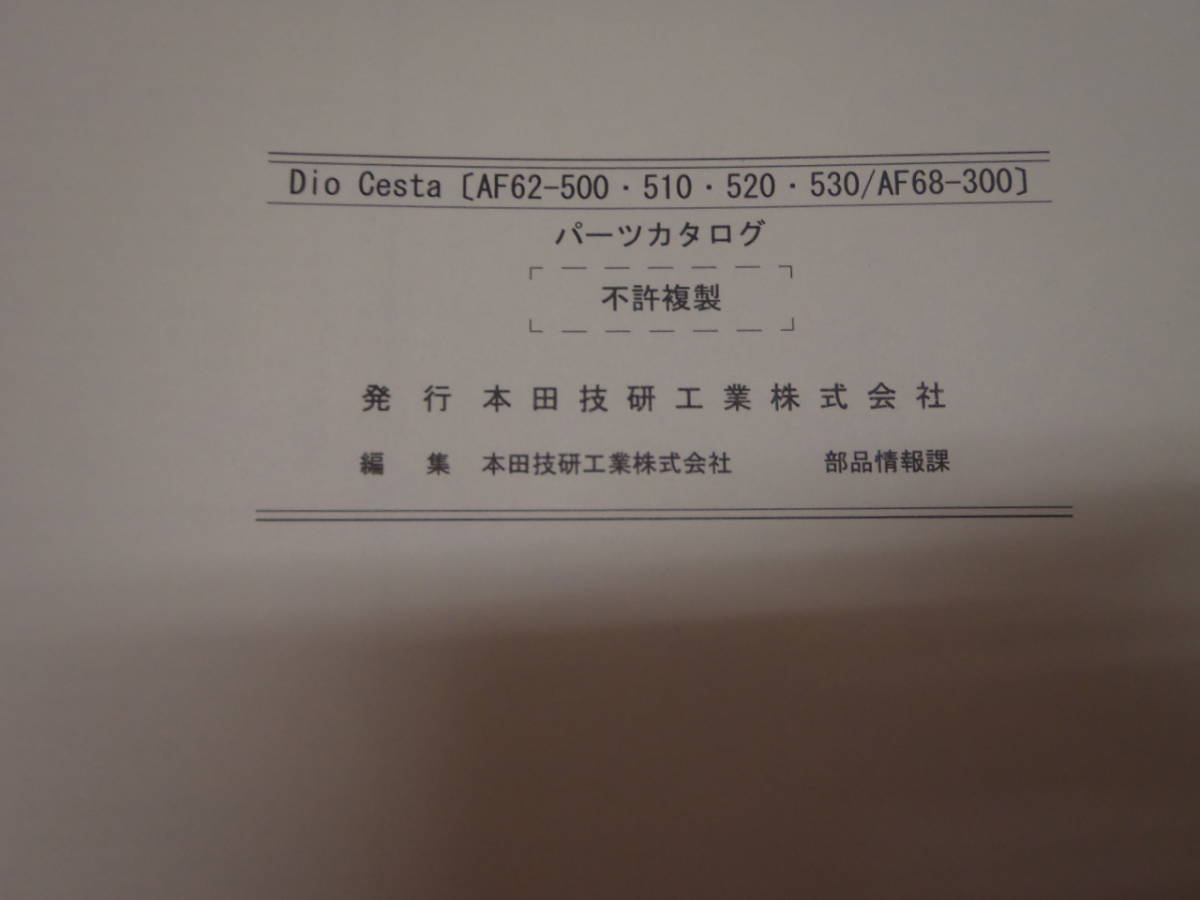 Dio Cesta〔AF62-500・510・520・530/AF68-300〕
パーツカタログ
不許複製
発行 本田技研工業株式会社
編集 本田技研工業株式会社 部品情報課